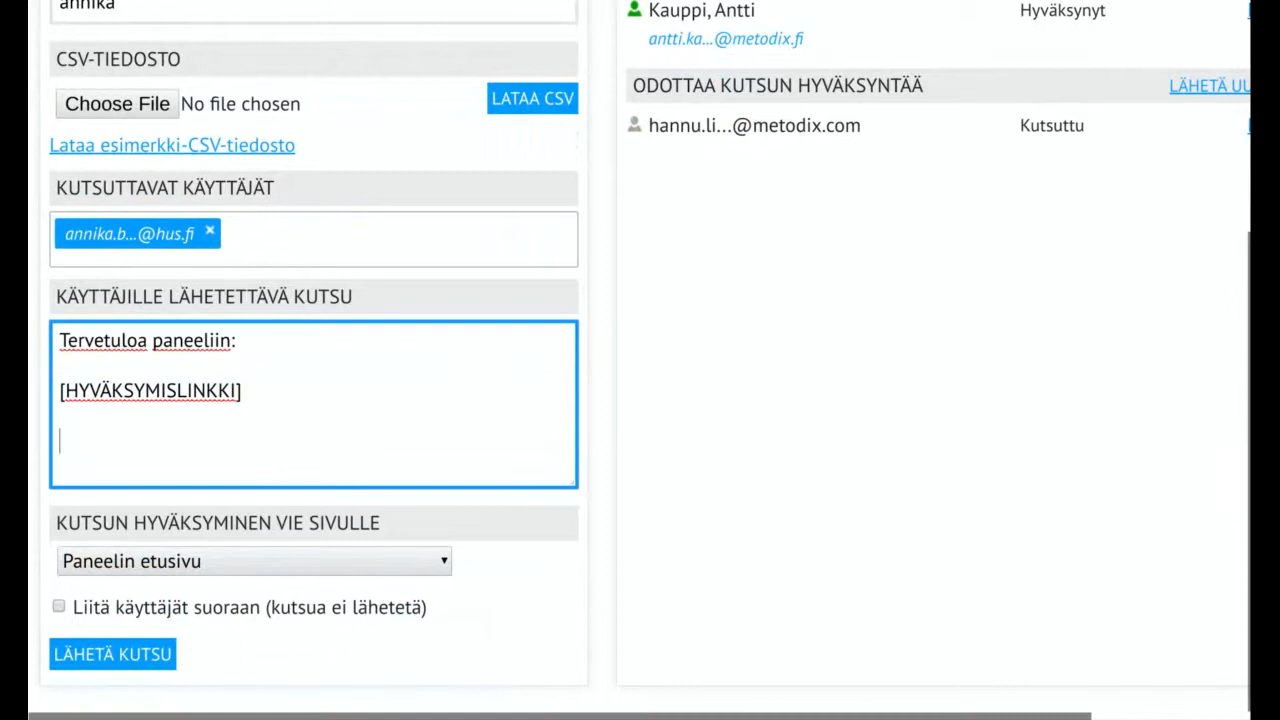 annika
CSV-TIEDOSTO
Choose File No file chosen
LATAA CSV
Lataa esimerkki-CSV-tiedosto
KUTSUTTAVAT KÄYTTÄJÄT
annika.b...@hus.fi ×
KÄYTTÄJILLE LÄHETETTÄVÄ KUTSU
Tervetuloa paneeliin:
[HYVÄKSYMISLINKKI]
KUTSUN HYVÄKSYMINEN VIE SIVULLE
Paneelin etusivu
Liitä käyttäjät suoraan (kutsua ei lähetetä)
LÄHETÄ KUTSU
Kauppi, Antti Hyväksynyt
antti.ka...@metodix.fi
ODOTTAA KUTSUN HYVÄKSYNTÄÄ LÄHETÄ UU
hannu.li...@metodix.com Kutsuttu